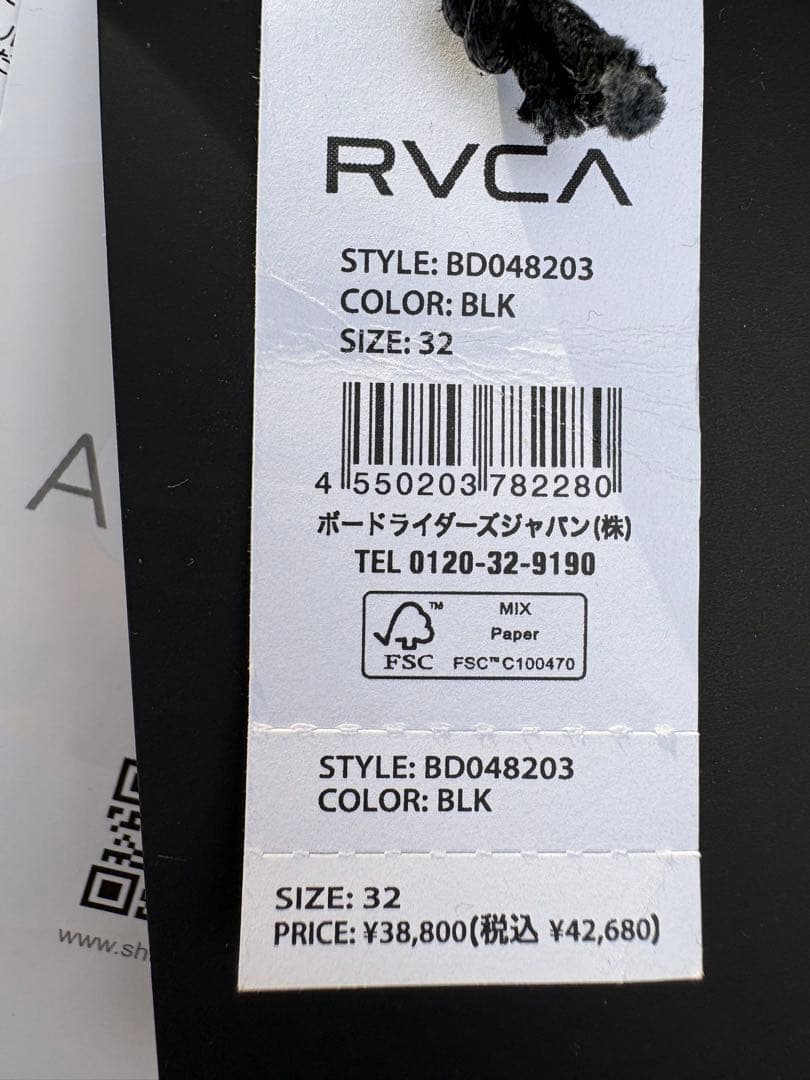 RVCA
STYLE: BD048203
COLOR: BLK
SIZE: 32
4 550203 782280
ボードライダーズジャパン(株)
TEL 0120-32-9190
FSC™
MIX
Paper
FSC™ C100470
STYLE: BD048203
COLOR: BLK
SIZE: 32
PRICE: ¥38,800(税込 ¥42,680)
A
www.sh